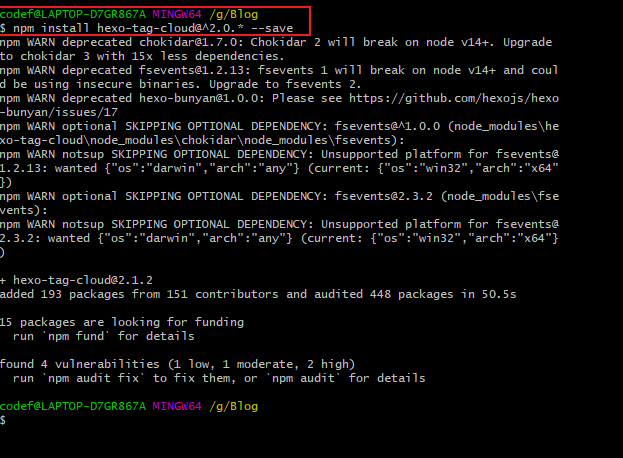 codef@LAPTOP-D7GR867A MINGW64 /g/Blog
$ npm install hexo-tag-cloud@^2.0.* --save
npm WARN deprecated chokidar@1.7.0: Chokidar 2 will break on node v14+. Upgrade
to chokidar 3 with 15x less dependencies.
npm WARN deprecated fsevents@1.2.13: fsevents 1 will break on node v14+ and coul
d be using insecure binaries. Upgrade to fsevents 2.
npm WARN deprecated hexo-bunyan@1.0.0: Please see https://github.com/hexojs/hexo
-bunyan/issues/17
npm WARN optional SKIPPING OPTIONAL DEPENDENCY: fsevents@^1.0.0 (node_modules\he
xo-tag-cloud\node_modules\chokidar\node_modules\fsevents):
npm WARN notsup SKIPPING OPTIONAL DEPENDENCY: Unsupported platform for fsevents@
1.2.13: wanted {"os":"darwin","arch":"any"} (current: {"os":"win32","arch":"x64"
})
npm WARN optional SKIPPING OPTIONAL DEPENDENCY: fsevents@2.3.2 (node_modules\fse
vents):
npm WARN notsup SKIPPING OPTIONAL DEPENDENCY: Unsupported platform for fsevents@
2.3.2: wanted {"os":"darwin","arch":"any"} (current: {"os":"win32","arch":"x64"}
)
+ hexo-tag-cloud@2.1.2
added 193 packages from 151 contributors and audited 448 packages in 50.5s
15 packages are looking for funding
run `npm fund` for details
found 4 vulnerabilities (1 low, 1 moderate, 2 high)
run `npm audit fix` to fix them, or `npm audit` for details
codef@LAPTOP-D7GR867A MINGW64 /g/Blog
$